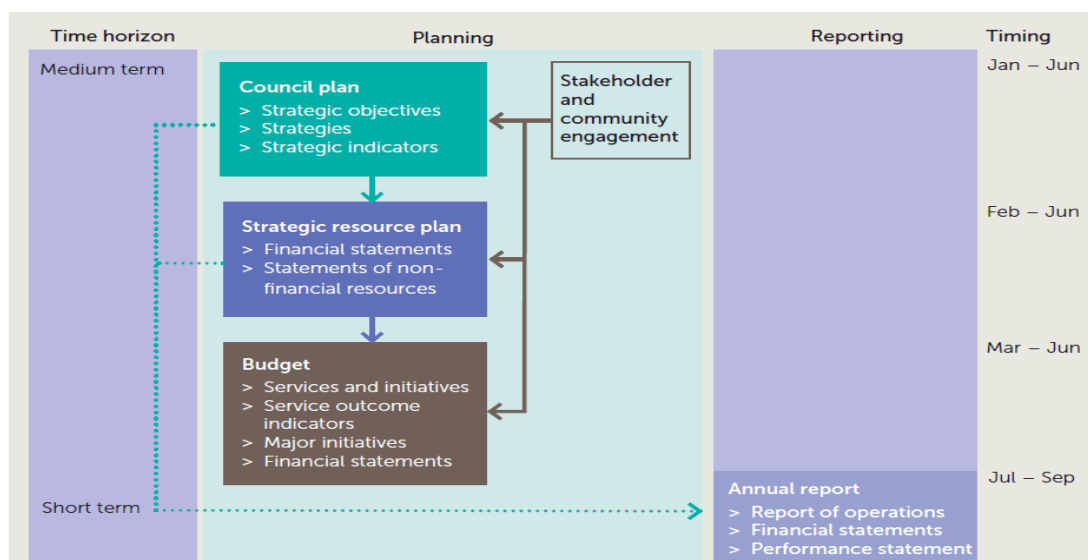 Time horizon
Planning
Reporting
Timing
Medium term
Jan – Jun
Council plan
> Strategic objectives
> Strategies
> Strategic indicators
Stakeholder
and
community
engagement
Feb – Jun
Strategic resource plan
> Financial statements
> Statements of non-
financial resources
Mar – Jun
Budget
> Services and initiatives
> Service outcome
indicators
> Major initiatives
> Financial statements
Jul – Sep
Short term
Annual report
> Report of operations
> Financial statements
> Performance statement